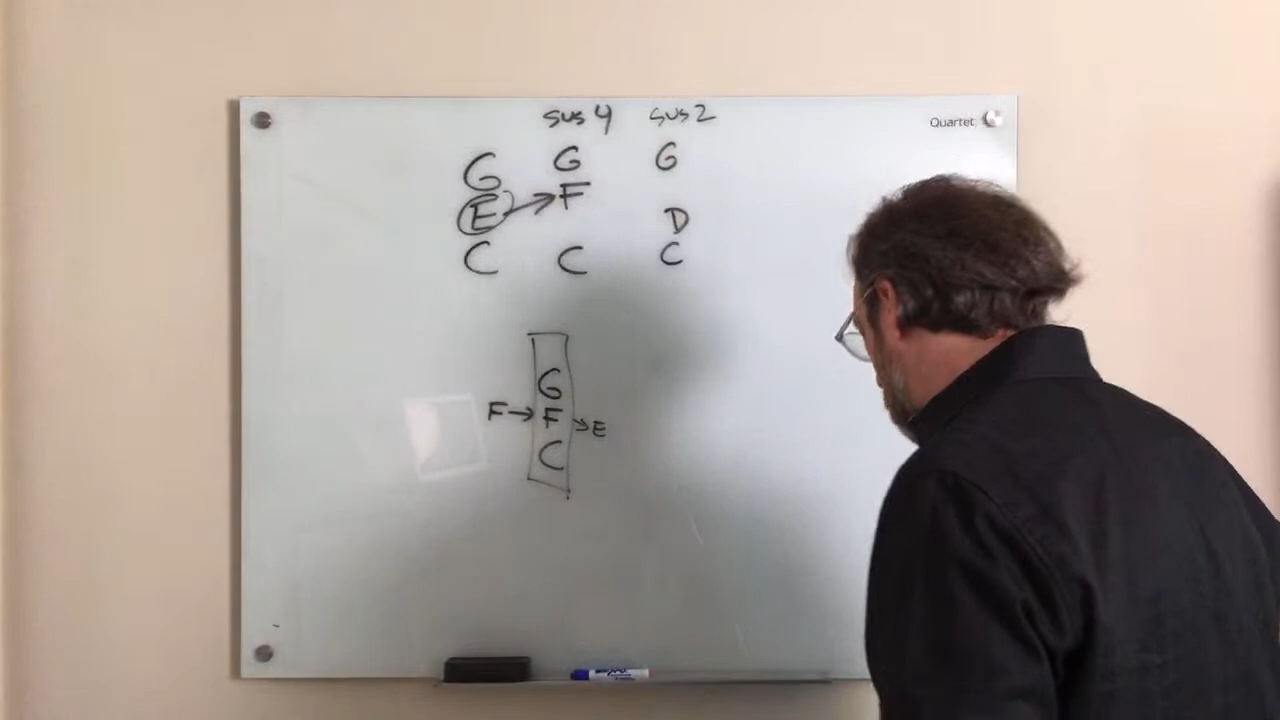 sus 4 sus 2
Quartet
G G G
E → F
D
C C C
G
F → F → E
C